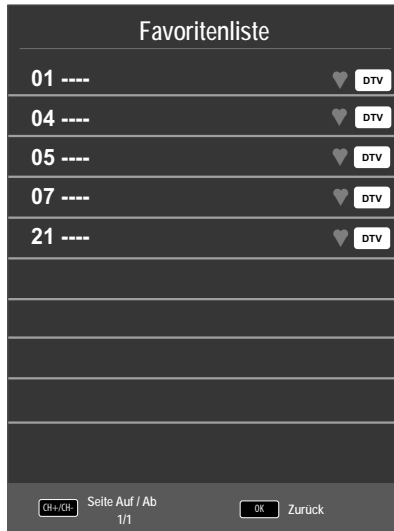 Favoritenliste
01 ---- DTV
04 ---- DTV
05 ---- DTV
07 ---- DTV
21 ---- DTV
CH+/CH- Seite Auf / Ab OK Zurück
1/1